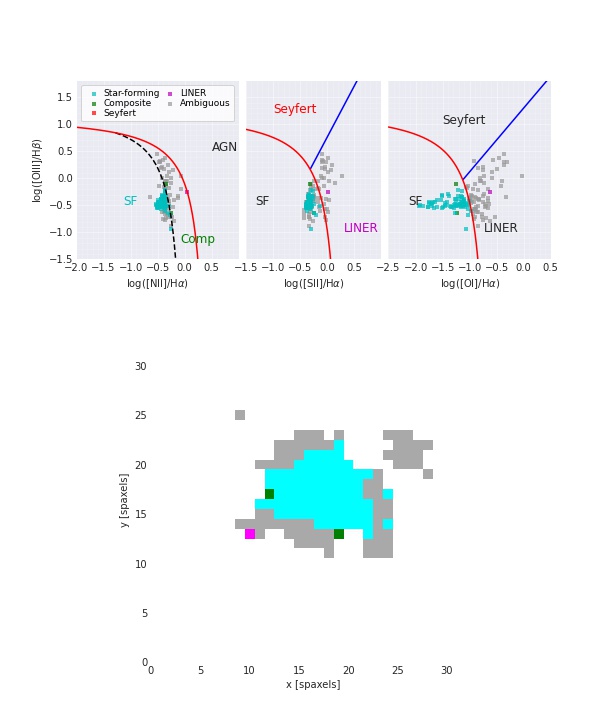 Star-forming LINER
Composite Ambiguous
Seyfert
AGN
SF
Comp
Seyfert
SF
LINER
Seyfert
SF
LINER
1.5
1.0
0.5
0.0
−0.5
−1.0
−1.5
log([OIII]/Hβ)
−2.0 −1.5 −1.0 −0.5 0.0 0.5
−1.5 −1.0 −0.5 0.0 0.5
−2.5 −2.0 −1.5 −1.0 −0.5 0.0 0.5
log([NII]/Hα) log([SII]/Hα) log([OI]/Hα)
30
25
20
15
10
5
0
y [spaxels]
0 5 10 15 20 25 30
x [spaxels]